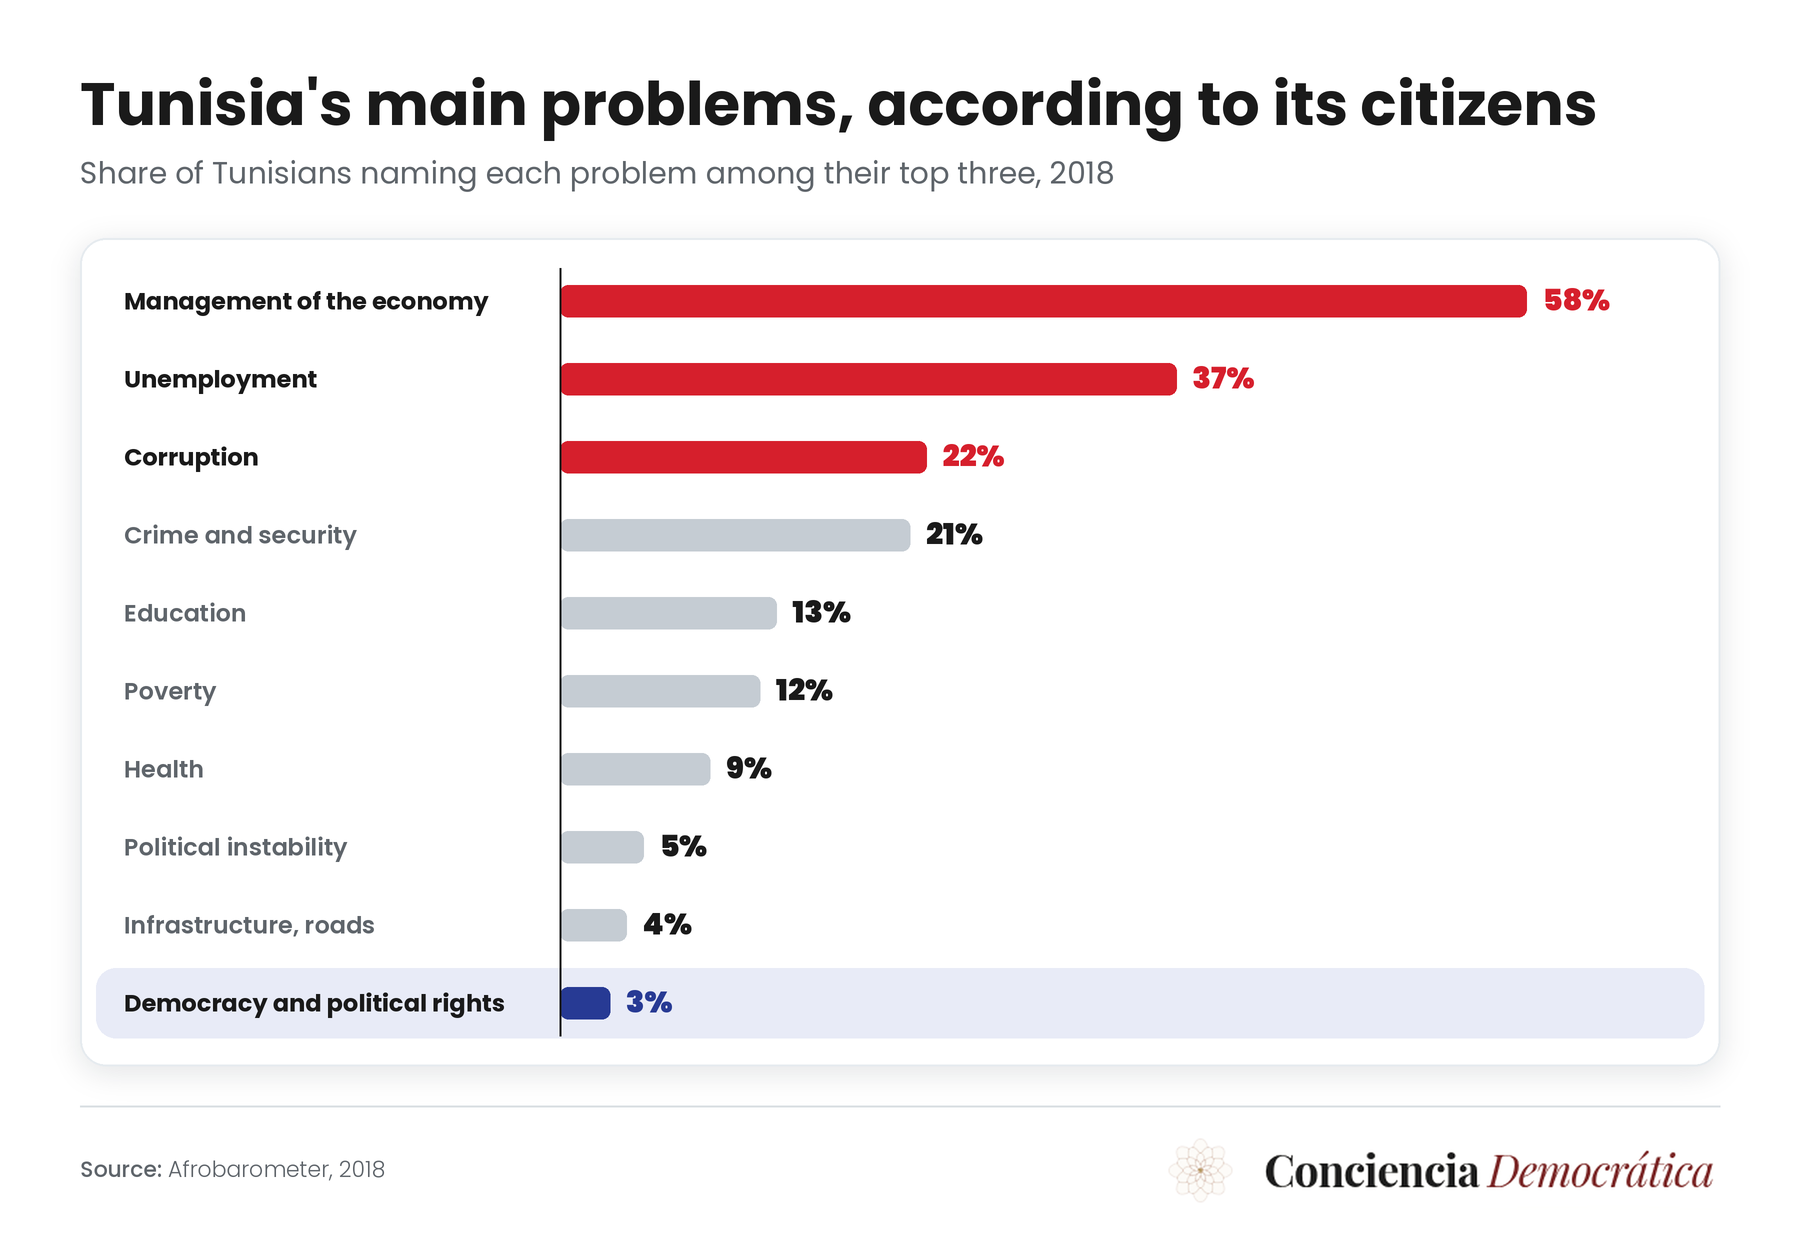 Tunisia's main problems, according to its citizens
Share of Tunisians naming each problem among their top three, 2018
Management of the economy 58%
Unemployment 37%
Corruption 22%
Crime and security 21%
Education 13%
Poverty 12%
Health 9%
Political instability 5%
Infrastructure, roads 4%
Democracy and political rights 3%
Source: Afrobarometer, 2018
Conciencia Democrática